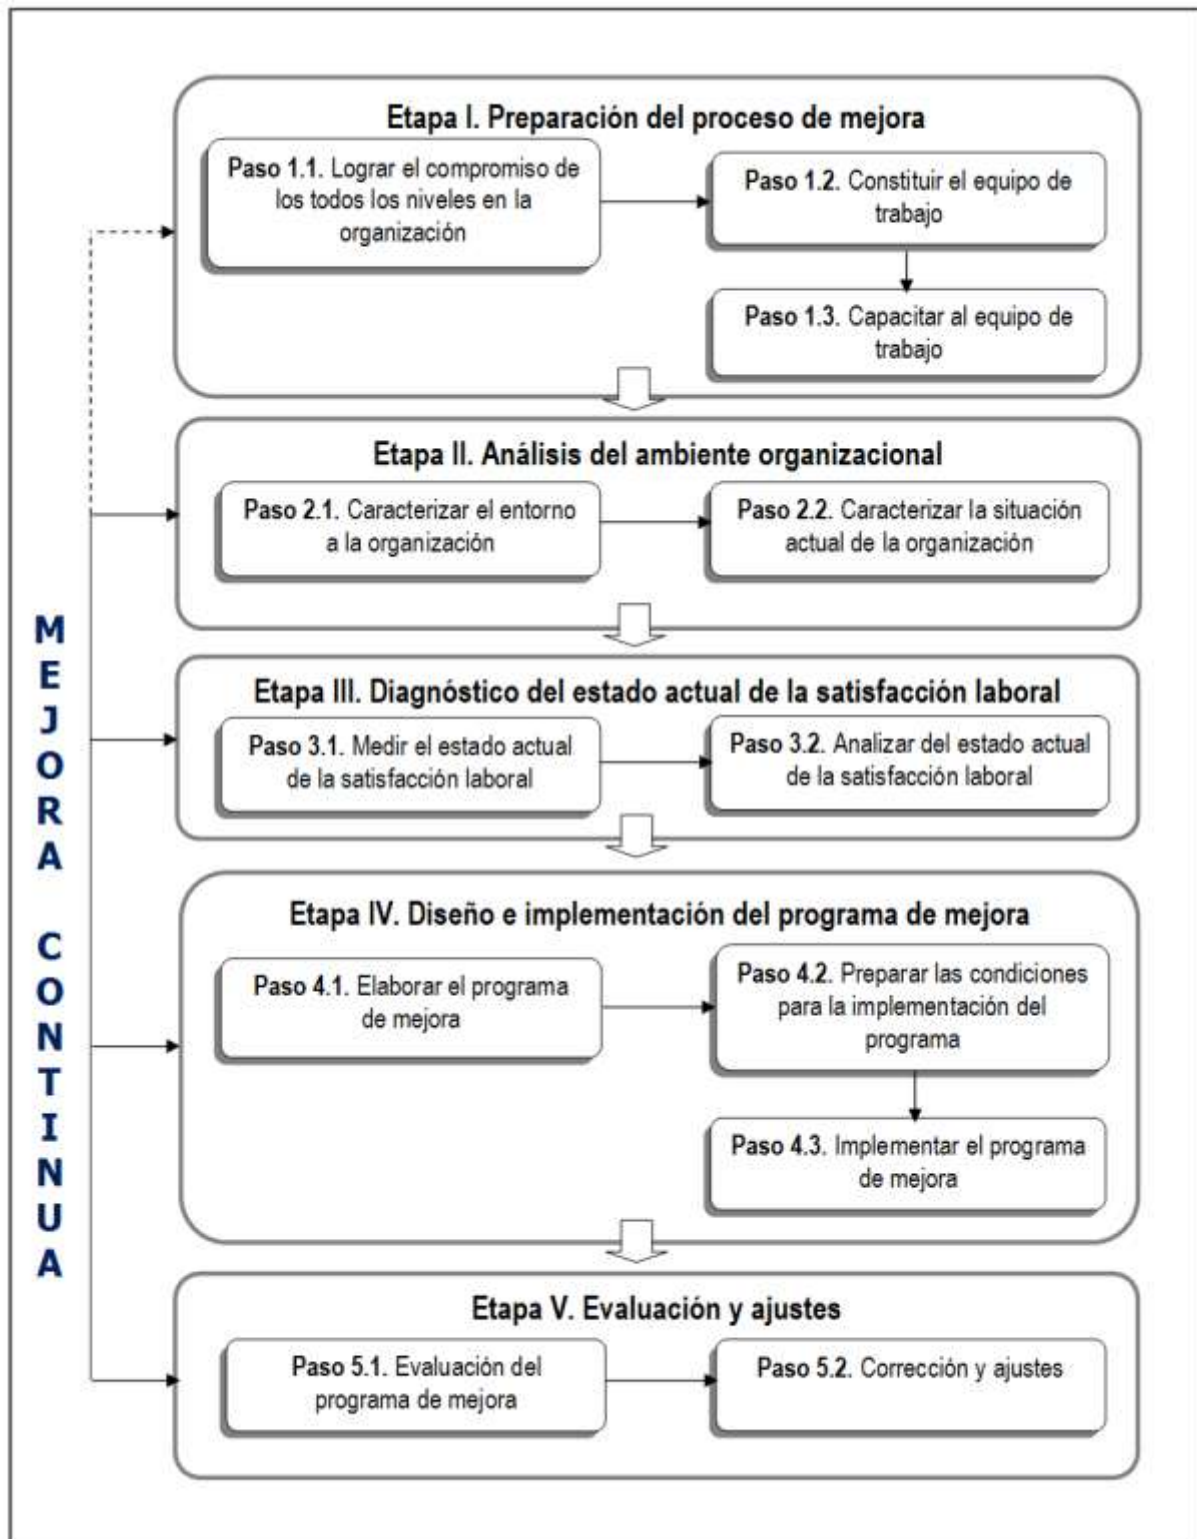 Etapa I. Preparación del proceso de mejora
Paso 1.1. Lograr el compromiso de
los todos los niveles en la
organización
Paso 1.2. Constituir el equipo de
trabajo
Paso 1.3. Capacitar al equipo de
trabajo
Etapa II. Análisis del ambiente organizacional
Paso 2.1. Caracterizar el entorno
a la organización
Paso 2.2. Caracterizar la situación
actual de la organización
Etapa III. Diagnóstico del estado actual de la satisfacción laboral
Paso 3.1. Medir el estado actual
de la satisfacción laboral
Paso 3.2. Analizar del estado actual
de la satisfacción laboral
Etapa IV. Diseño e implementación del programa de mejora
Paso 4.1. Elaborar el programa
de mejora
Paso 4.2. Preparar las condiciones
para la implementación del
programa
Paso 4.3. Implementar el programa
de mejora
Etapa V. Evaluación y ajustes
Paso 5.1. Evaluación del
programa de mejora
Paso 5.2. Corrección y ajustes
MEJORA CONTINUA